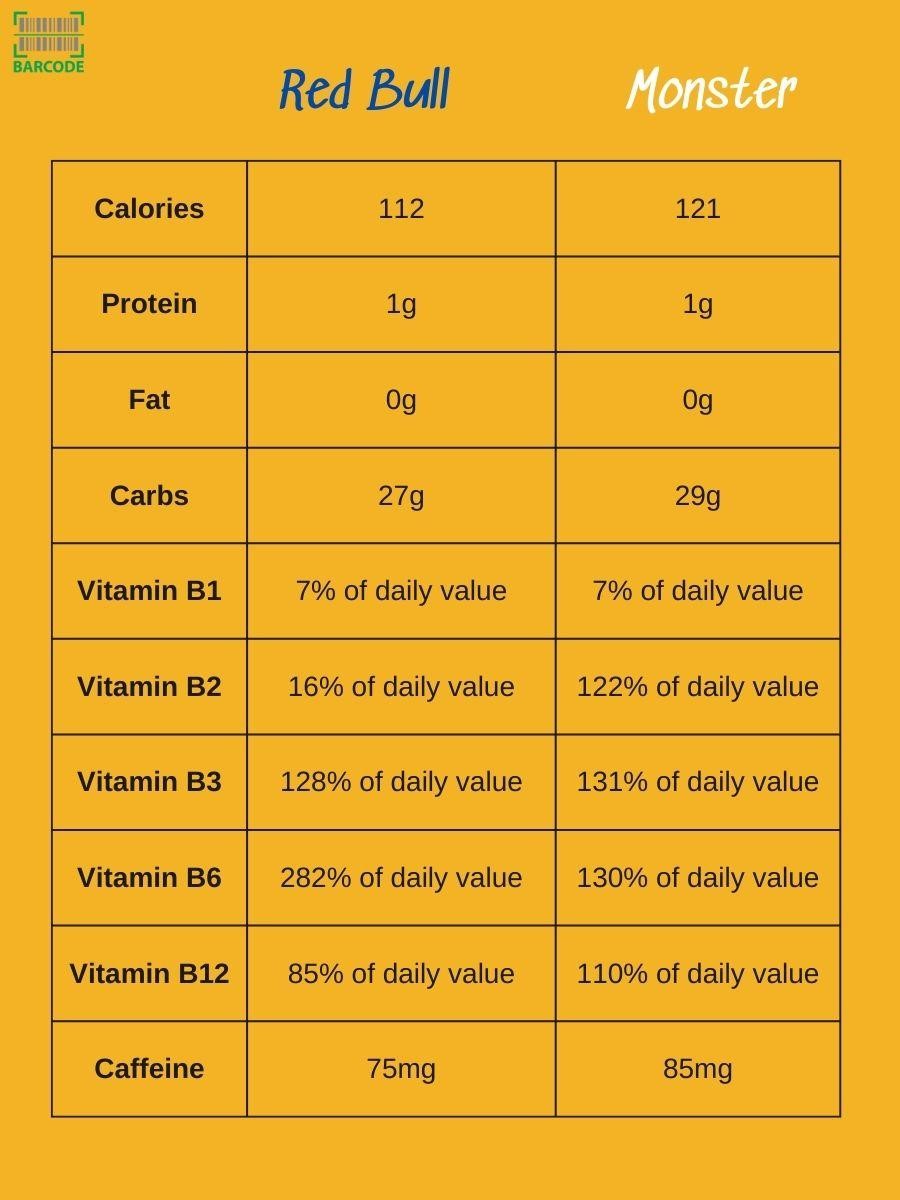 BARCODE
Red Bull Monster
Calories 112 121
Protein 1g 1g
Fat 0g 0g
Carbs 27g 29g
Vitamin B1 7% of daily value 7% of daily value
Vitamin B2 16% of daily value 122% of daily value
Vitamin B3 128% of daily value 131% of daily value
Vitamin B6 282% of daily value 130% of daily value
Vitamin B12 85% of daily value 110% of daily value
Caffeine 75mg 85mg